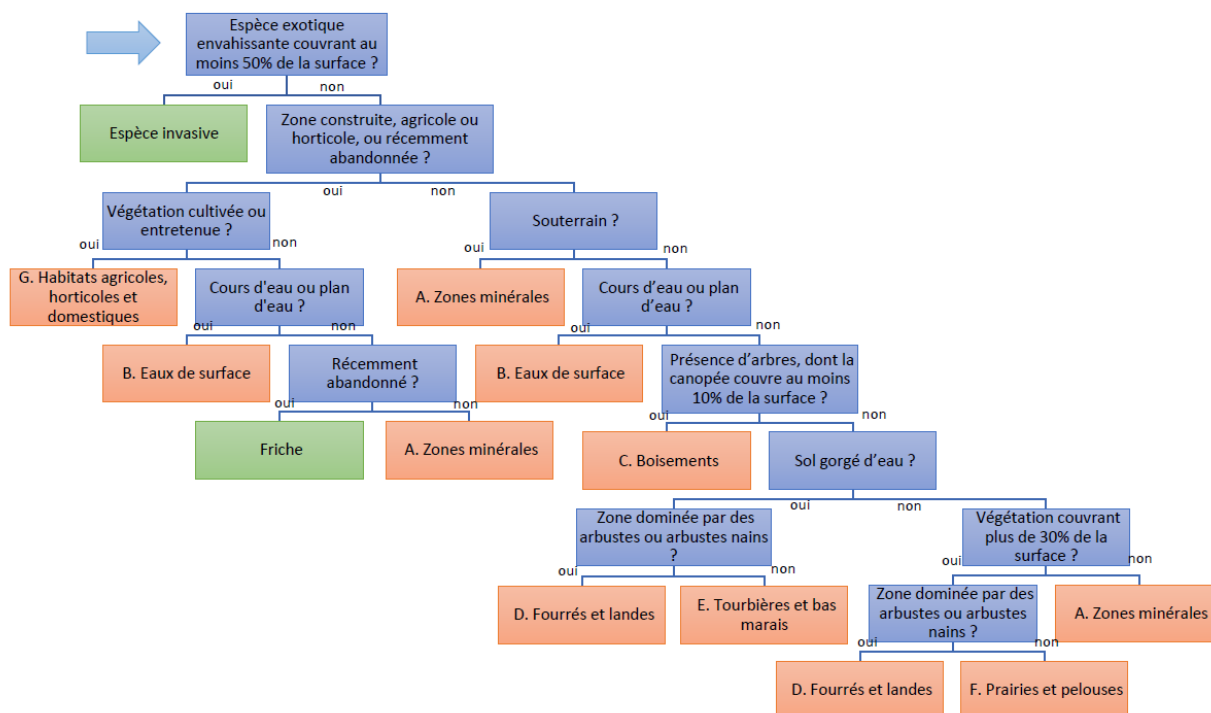 Espèce exotique
envahissante couvrant au
moins 50% de la surface ?
oui
non
Espèce invasive
Zone construite, agricole ou
horticole, ou récemment
abandonnée ?
oui
non
Végétation cultivée ou
entretenue ?
Souterrain ?
oui
non
oui
non
G. Habitats agricoles,
horticoles et
domestiques
Cours d'eau ou plan
d'eau ?
A. Zones minérales
Cours d’eau ou plan
d’eau ?
oui
non
oui
non
B. Eaux de surface
Récemment
abandonné ?
B. Eaux de surface
Présence d’arbres, dont la
canopée couvre au moins
10% de la surface ?
oui
non
oui
non
Friche
A. Zones minérales
C. Boisements
Sol gorgé d’eau ?
oui
non
Zone dominée par des
arbustes ou arbustes nains
?
Végétation couvrant
plus de 30% de la
surface ?
oui
non
oui
non
D. Fourrés et landes
E. Tourbières et bas
marais
Zone dominée par des
arbustes ou arbustes
nains ?
A. Zones minérales
oui
non
D. Fourrés et landes
F. Prairies et pelouses